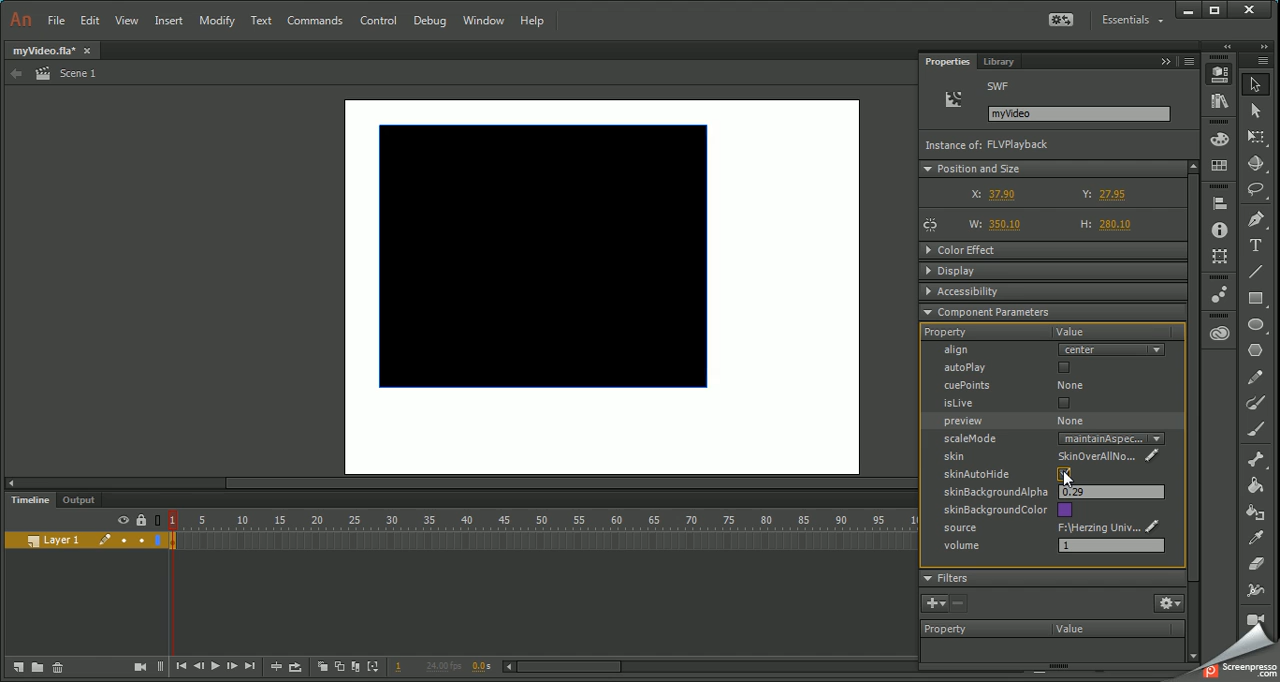 An File Edit View Insert Modify Text Commands Control Debug Window Help Essentials
myVideo.fla* ×
Scene 1
Properties Library
SWF
myVideo
Instance of: FLVPlayback
Position and Size
X: 37.90 Y: 27.95
W: 350.10 H: 280.10
Color Effect
Display
Accessibility
Component Parameters
Property Value
align center
autoPlay
cuePoints None
isLive
preview None
scaleMode maintainAspec...
skin SkinOverAllNo...
skinAutoHide
skinBackgroundAlpha 0.29
skinBackgroundColor
source F:\Herzing Univ...
volume 1
Filters
Property Value
Timeline Output
1 5 10 15 20 25 30 35 40 45 50 55 60 65 70 75 80 85 90 95
Layer 1
1 24.00 fps 0.0 s
Screenpresso
.com